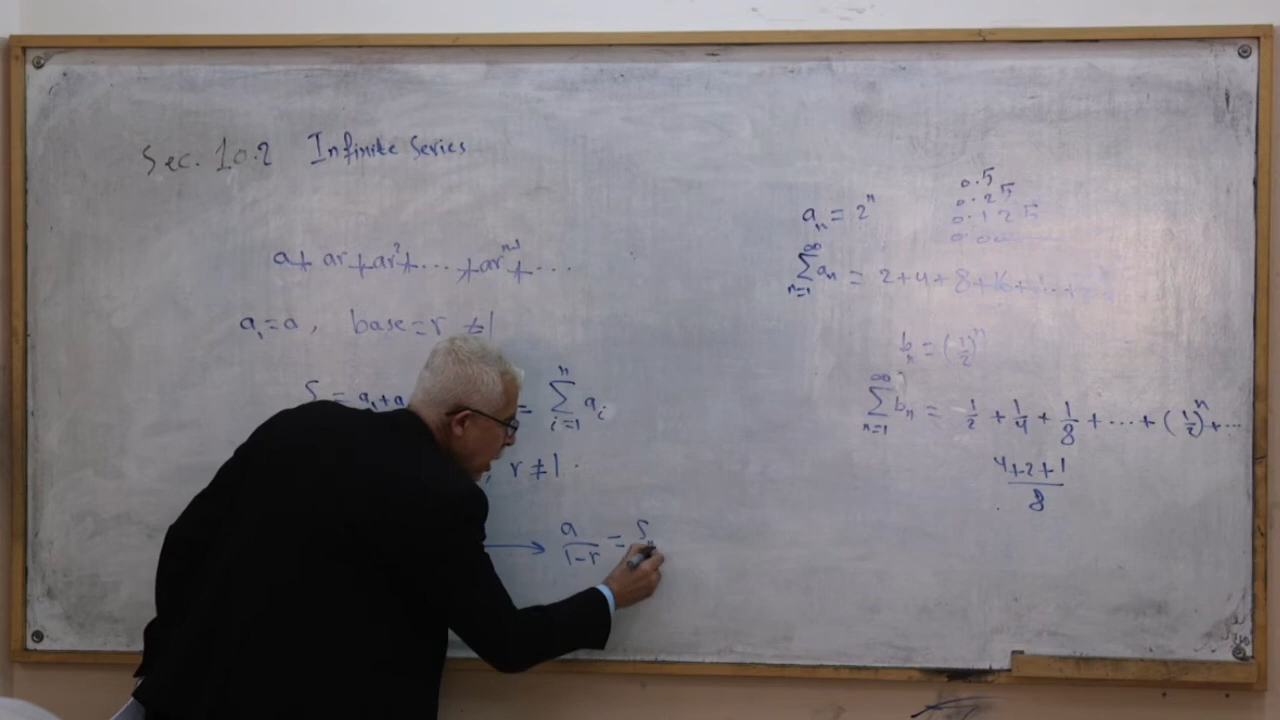 Sec. 10.2 Infinite Series
a + ar + ar² + ... + arⁿ⁻¹ + ...
a₁ = a, base = r ≠ 1
S = a₁ + a = ∑ᵢ₌₁ⁿ aᵢ
, r ≠ 1.
→ a/(1-r) = S
0.5
0.25
0.125
0.0
aₙ = 2ⁿ
∑ₙ₌₁^∞ aₙ = 2 + 4 + 8 + 16 + ... +
bₙ = (1/2)ⁿ
∑ₙ₌₁^∞ bₙ = 1/2 + 1/4 + 1/8 + ... + (1/2)ⁿ + ...
(4+2+1)/8